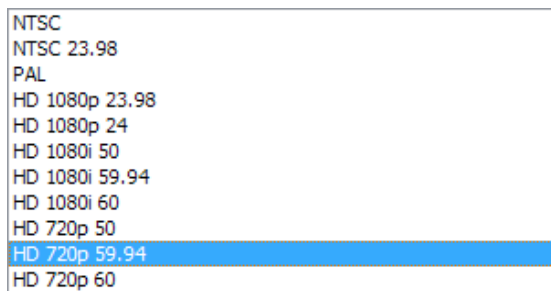 NTSC
NTSC 23.98
PAL
HD 1080p 23.98
HD 1080p 24
HD 1080i 50
HD 1080i 59.94
HD 1080i 60
HD 720p 50
HD 720p 59.94
HD 720p 60